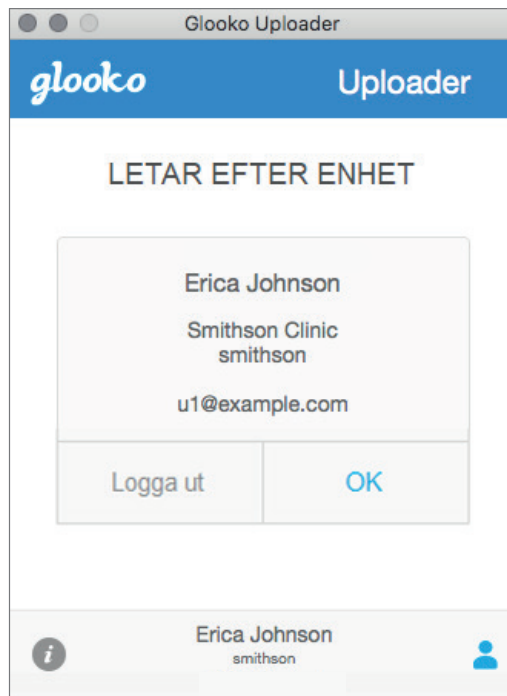 Glooko Uploader
glooko
Uploader
LETAR EFTER ENHET
Erica Johnson
Smithson Clinic
smithson
u1@example.com
Logga ut
OK
i
Erica Johnson
smithson